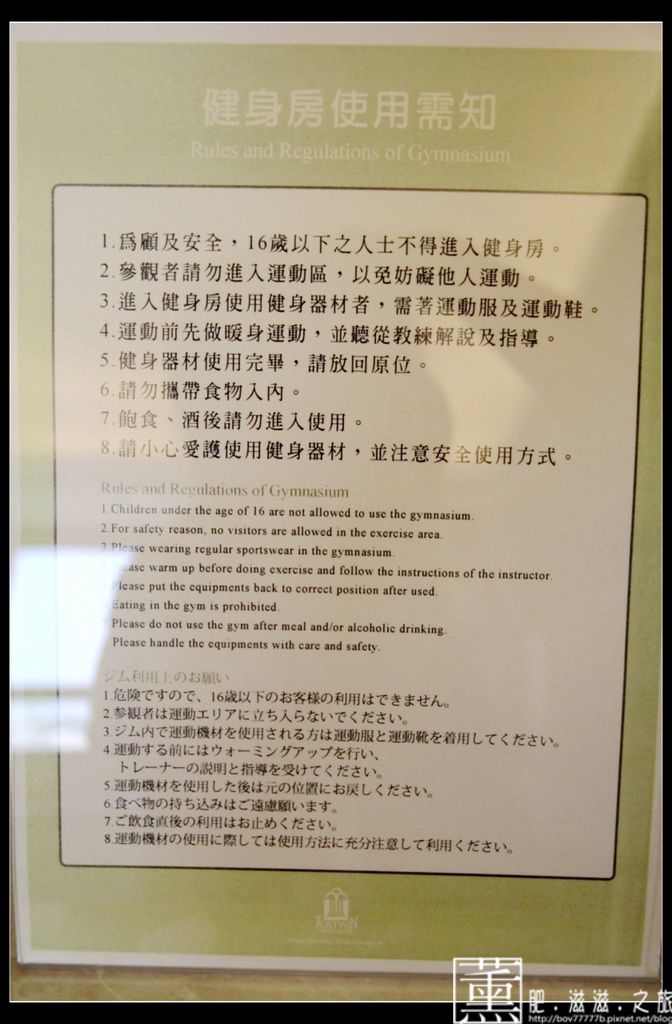 健身房使用需知
Rules and Regulations of Gymnasium
1.爲顧及安全，16歲以下之人士不得進入健身房。
2.參觀者請勿進入運動區，以免妨礙他人運動。
3.進入健身房使用健身器材者，需著運動服及運動鞋。
4.運動前先做暖身運動，並聽從教練解說及指導。
5.健身器材使用完畢，請放回原位。
6.請勿攜帶食物入內。
7.飽食、酒後請勿進入使用。
8.請小心愛護使用健身器材，並注意安全使用方式。
Rules and Regulations of Gymnasium
1.Children under the age of 16 are not allowed to use the gymnasium.
2.For safety reason, no visitors are allowed in the exercise area.
3.Please wearing regular sportswear in the gymnasium.
Please warm up before doing exercise and follow the instructions of the instructor.
Please put the equipments back to correct position after used.
Eating in the gym is prohibited.
7.Please do not use the gym after meal and/or alcoholic drinking.
Please handle the equipments with care and safety.
ジム利用上のお願い
1.危険ですので、16歳以下のお客様の利用はできません。
2.参観者は運動エリアに立ち入らないでください。
3.ジム内で運動機材を使用される方は運動服と運動靴を着用してください。
4.運動する前にはウォーミングアップを行い、
トレーナーの説明と指導を受けてください。
5.運動機材を使用した後は元の位置にお戻しください。
6.食べ物の持ち込みはご遠慮願います。
7.ご飲食直後の利用はお止めください。
8.運動機材の使用に際しては使用方法に充分注意して利用ください。
JUSTWIN
薰 肥.滋滋.之旅
http://bov77777b.pixnet.net/blog